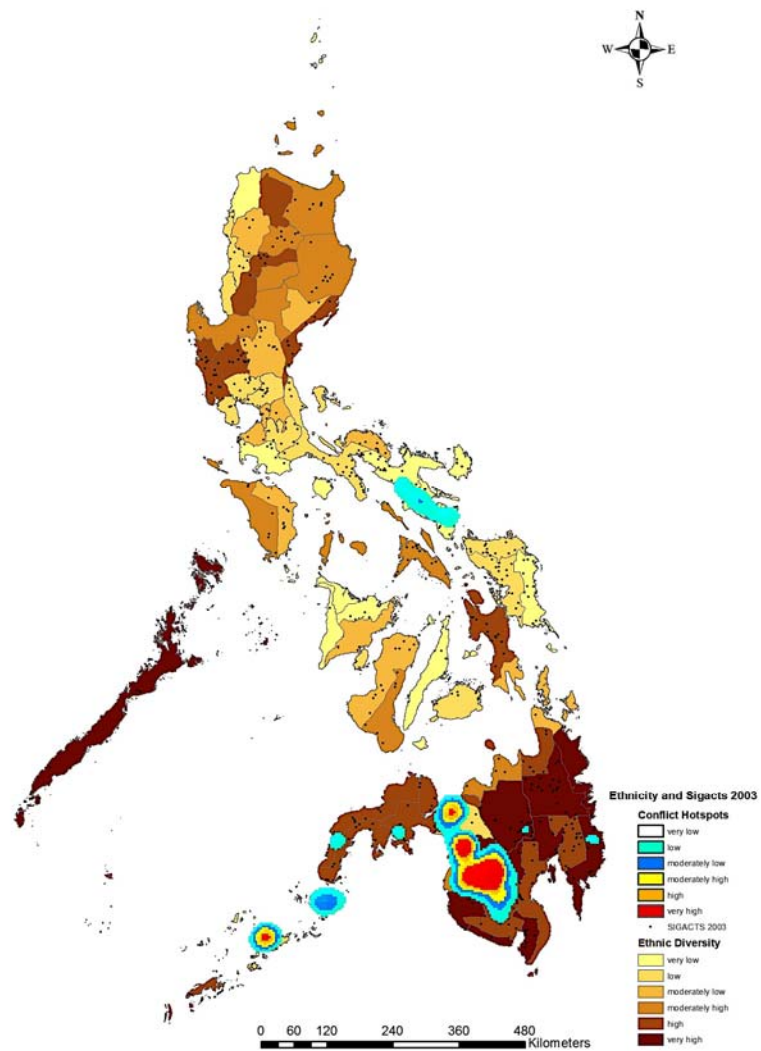 N
W E
S
Ethnicity and Sigacts 2003
Conflict Hotspots
very low
low
moderately low
moderately high
high
very high
SIGACTS 2003
Ethnic Diversity
very low
low
moderately low
moderately high
high
very high
0 60 120 240 360 480
Kilometers